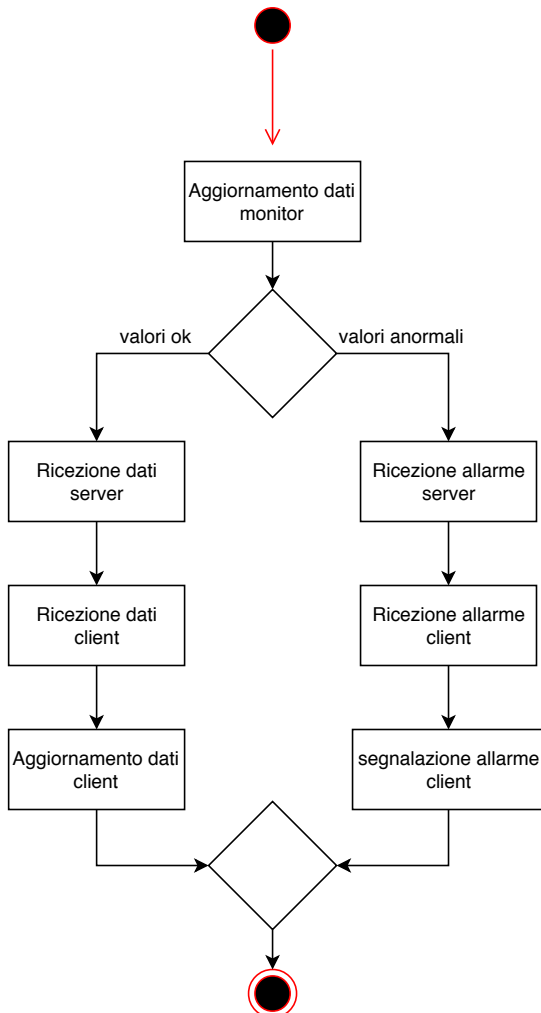 Aggiornamento dati
monitor
valori ok
valori anormali
Ricezione dati
server
Ricezione allarme
server
Ricezione dati
client
Ricezione allarme
client
Aggiornamento dati
client
segnalazione allarme
client